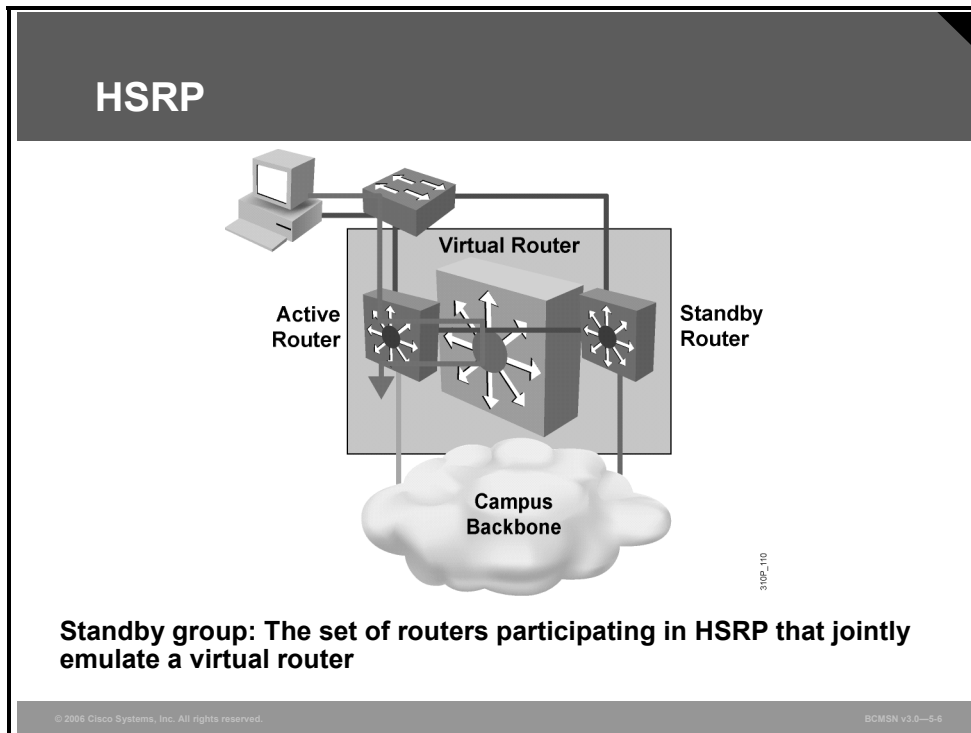 HSRP
Virtual Router
Active
Router
Standby
Router
Campus
Backbone
310P_110
Standby group: The set of routers participating in HSRP that jointly
emulate a virtual router
© 2006 Cisco Systems, Inc. All rights reserved.
BCMSN v3.0—5-6